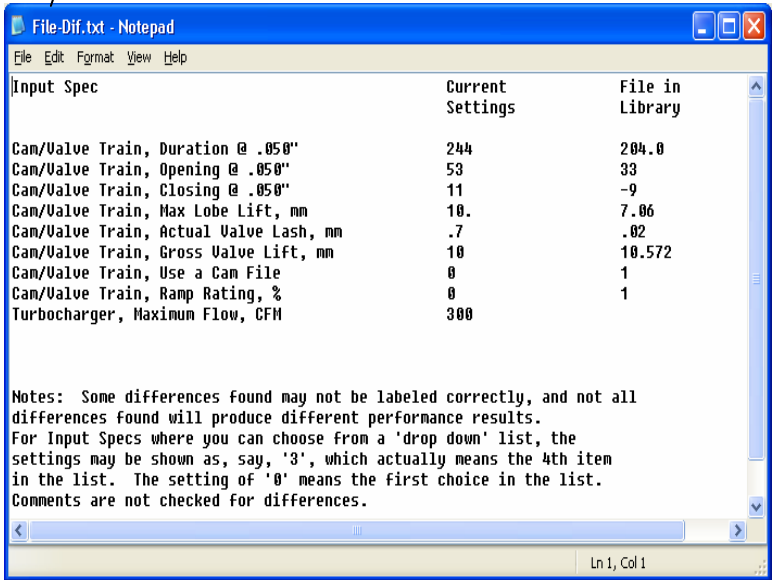 File-Dif.txt - Notepad
File Edit Format View Help
Input Spec Current File in
Settings Library
Cam/Valve Train, Duration @ .050" 244 204.0
Cam/Valve Train, Opening @ .050" 53 33
Cam/Valve Train, Closing @ .050" 11 -9
Cam/Valve Train, Max Lobe Lift, mm 10. 7.06
Cam/Valve Train, Actual Valve Lash, mm .7 .02
Cam/Valve Train, Gross Valve Lift, mm 10 10.572
Cam/Valve Train, Use a Cam File 0 1
Cam/Valve Train, Ramp Rating, % 0 1
Turbocharger, Maximum Flow, CFM 300
Notes: Some differences found may not be labeled correctly, and not all
differences found will produce different performance results.
For Input Specs where you can choose from a 'drop down' list, the
settings may be shown as, say, '3', which actually means the 4th item
in the list. The setting of '0' means the first choice in the list.
Comments are not checked for differences.
Ln 1, Col 1